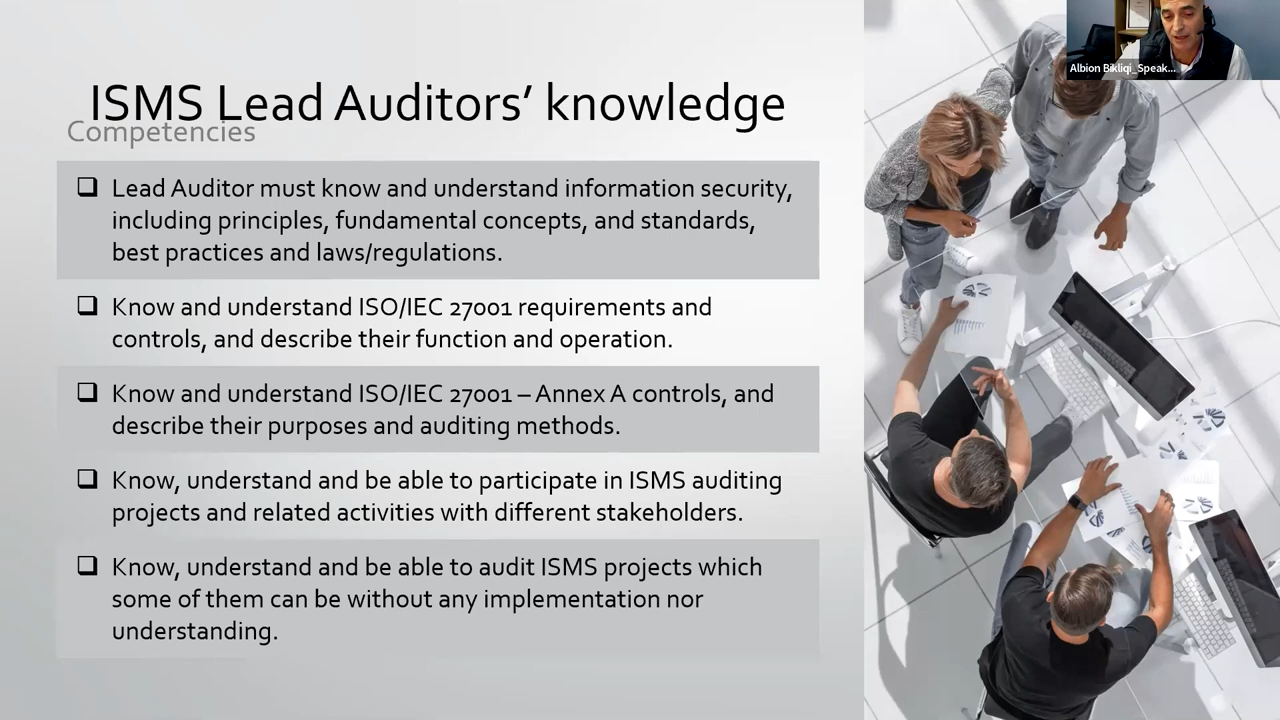 ISMS Lead Auditors’ knowledge
Competencies
❑ Lead Auditor must know and understand information security,
including principles, fundamental concepts, and standards,
best practices and laws/regulations.
❑ Know and understand ISO/IEC 27001 requirements and
controls, and describe their function and operation.
❑ Know and understand ISO/IEC 27001 – Annex A controls, and
describe their purposes and auditing methods.
❑ Know, understand and be able to participate in ISMS auditing
projects and related activities with different stakeholders.
❑ Know, understand and be able to audit ISMS projects which
some of them can be without any implementation nor
understanding.
Albion Bikliqi_Speak...